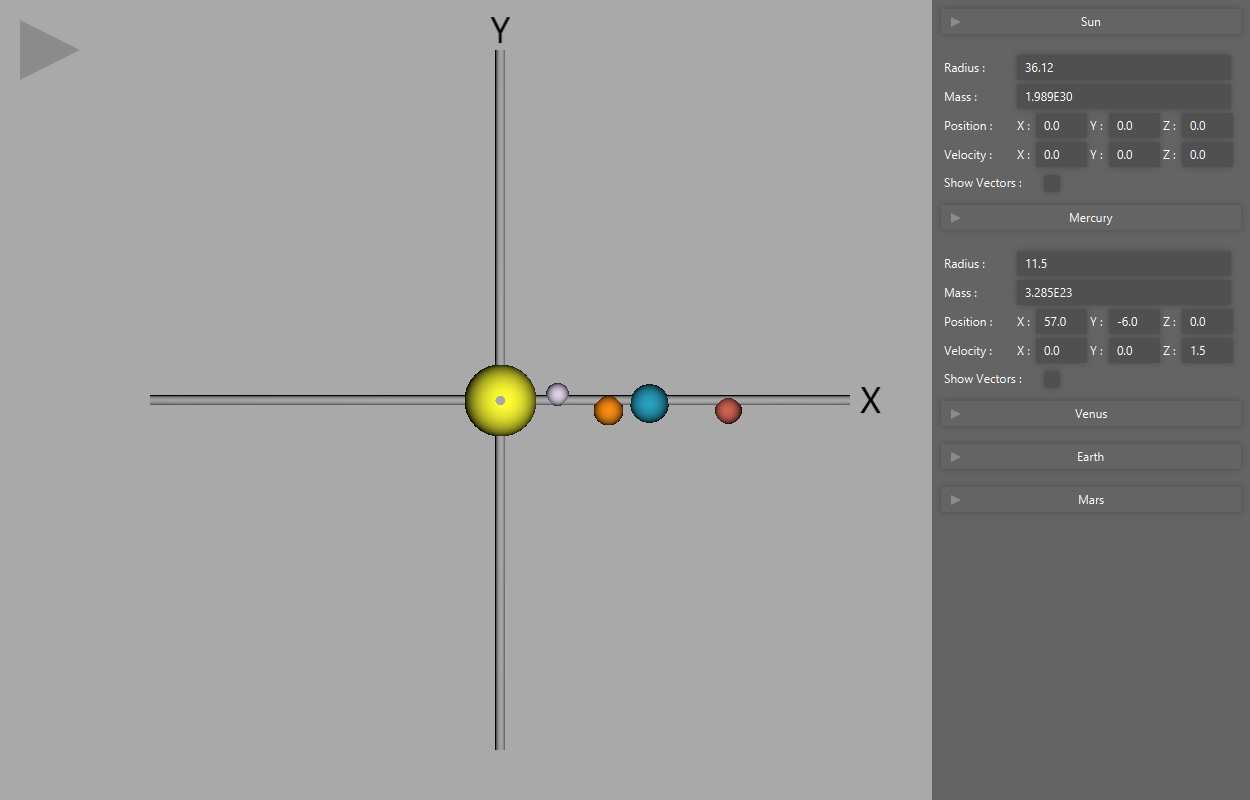 Y
X
Sun
Radius : 36.12
Mass : 1.989E30
Position : X : 0.0 Y : 0.0 Z : 0.0
Velocity : X : 0.0 Y : 0.0 Z : 0.0
Show Vectors :
Mercury
Radius : 11.5
Mass : 3.285E23
Position : X : 57.0 Y : -6.0 Z : 0.0
Velocity : X : 0.0 Y : 0.0 Z : 1.5
Show Vectors :
Venus
Earth
Mars